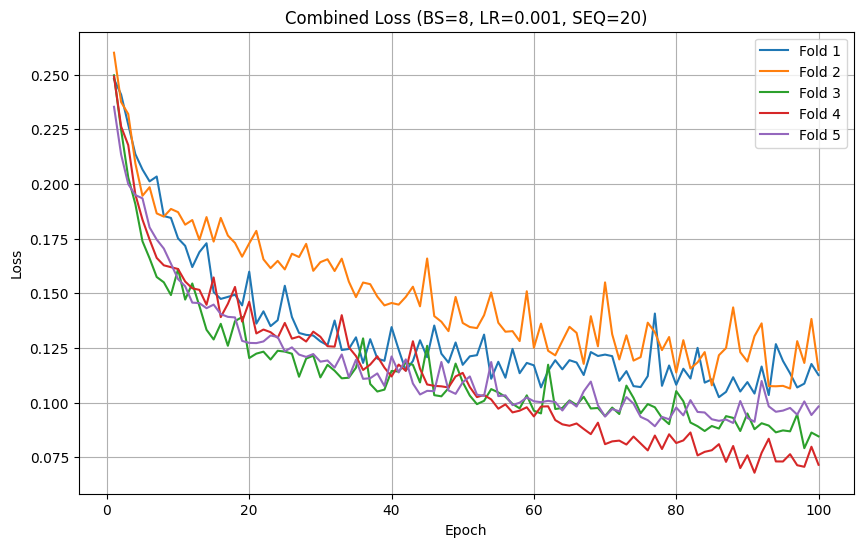 Combined Loss (BS=8, LR=0.001, SEQ=20)
Fold 1
Fold 2
Fold 3
Fold 4
Fold 5
0.250
0.225
0.200
0.175
0.150
0.125
0.100
0.075
Loss
0 20 40 60 80 100
Epoch